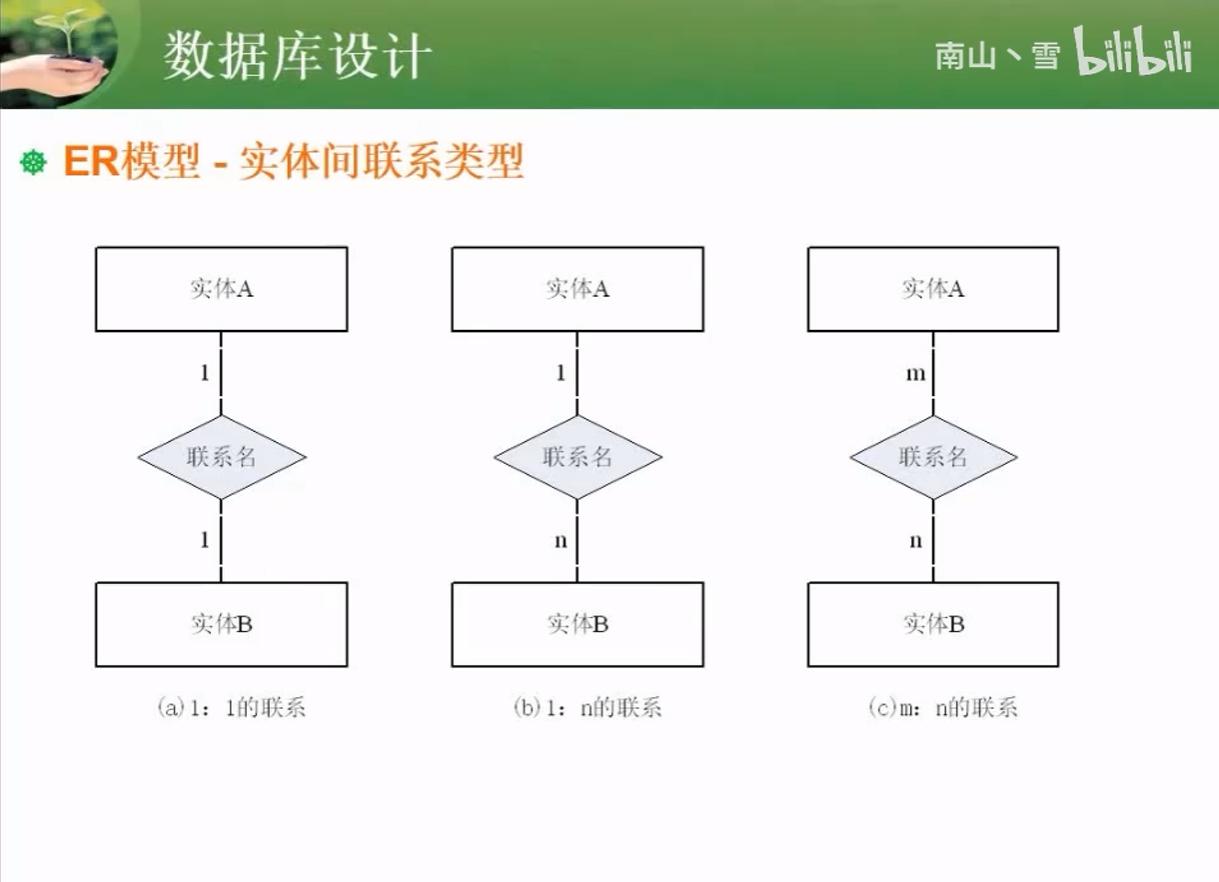 数据库设计
南山丶雪 bilibili
ER模型 - 实体间联系类型
实体A 实体A 实体A
1 1 m
联系名 联系名 联系名
1 n n
实体B 实体B 实体B
(a)1：1的联系 (b)1：n的联系 (c)m：n的联系